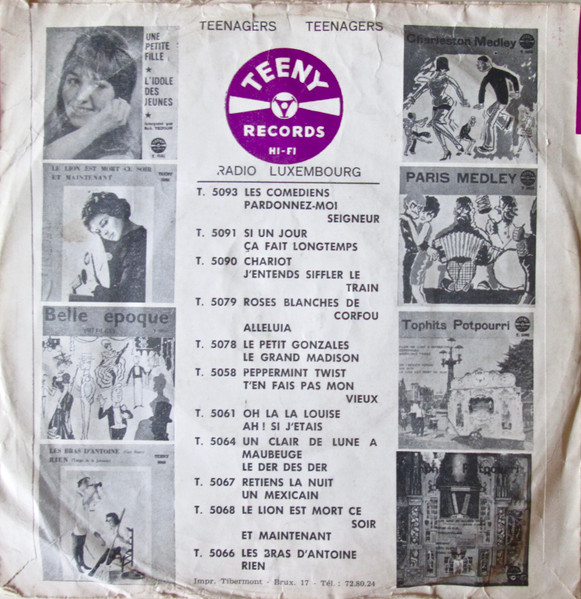 TEENAGERS TEENAGERS
TEENY
RECORDS
HI-FI
RADIO LUXEMBOURG
UNE
PETITE
FILLE
L'IDOLE
DES
JEUNES
LE LION EST MORT CE SOIR
ET MAINTENANT
Belle epoque
LES BRAS D'ANTOINE
RIEN
T. 5093 LES COMEDIENS
PARDONNEZ-MOI
SEIGNEUR
T. 5091 SI UN JOUR
ÇA FAIT LONGTEMPS
T. 5090 CHARIOT
J'ENTENDS SIFFLER LE
TRAIN
T. 5079 ROSES BLANCHES DE
CORFOU
ALLELUIA
T. 5078 LE PETIT GONZALES
LE GRAND MADISON
T. 5058 PEPPERMINT TWIST
T'EN FAIS PAS MON
VIEUX
T. 5061 OH LA LA LOUISE
AH ! SI J'ETAIS
T. 5064 UN CLAIR DE LUNE A
MAUBEUGE
LE DER DES DER
T. 5067 RETIENS LA NUIT
UN MEXICAIN
T. 5068 LE LION EST MORT CE
SOIR
ET MAINTENANT
T. 5066 LES 3RAS D'ANTOINE
RIEN
Impr. Tibermont - Brux. 17 - Tél. : 72.80.24
Charleston Medley
PARIS MEDLEY
Tophits Potpourri
Tophits Potpourri